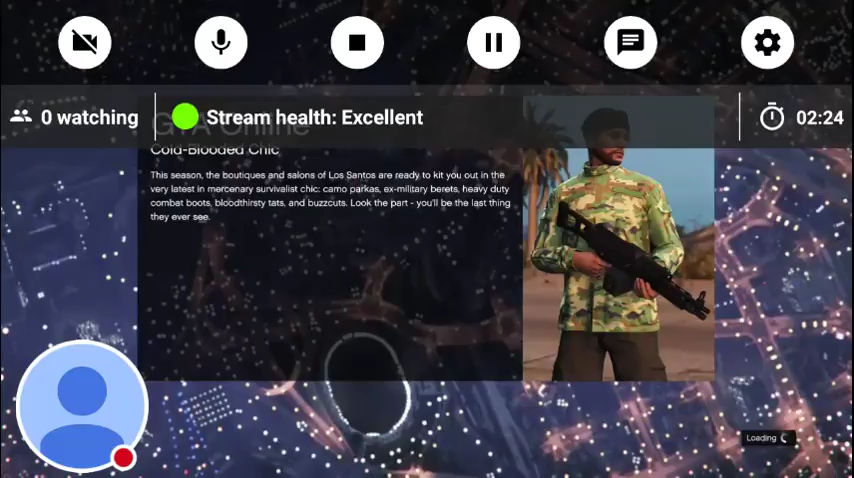 0 watching
Stream health: Excellent
02:24
GTA Online
Cold-Blooded Chic
This season, the boutiques and salons of Los Santos are ready to kit you out in the
very latest in mercenary survivalist chic: camo parkas, ex-military berets, heavy duty
combat boots, bloodthirsty tats, and buzzcuts. Look the part - you'll be the last thing
they ever see.
Loading